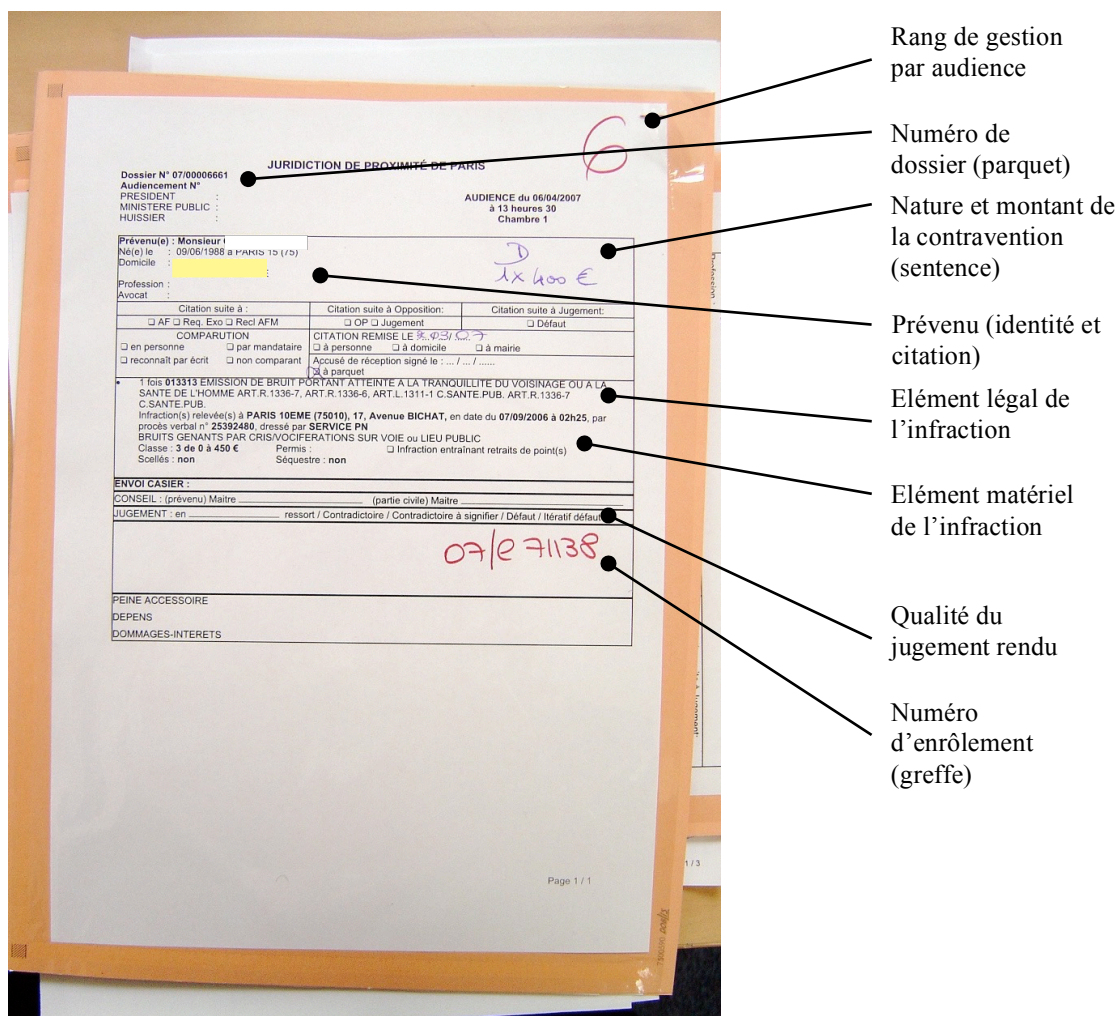 Rang de gestion
par audience
Numéro de
dossier (parquet)
Nature et montant de
la contravention
(sentence)
Prévenu (identité et
citation)
Elément légal de
l'infraction
Elément matériel
de l'infraction
Qualité du
jugement rendu
Numéro
d'enrôlement
(greffe)
6
JURIDICTION DE PROXIMITÉ DE PARIS
Dossier N° 07/00006661
Audiencement N°
PRESIDENT :
MINISTERE PUBLIC :
HUISSIER :
AUDIENCE du 06/04/2007
à 13 heures 30
Chambre 1
Prévenu(e) : Monsieur
Né(e) le : 09/06/1988 à PARIS 15 (75)
Domicile :
Profession :
Avocat :
D
1 x 400 €
Citation suite à : Citation suite à Opposition: Citation suite à Jugement:
❑ AF ❑ Req. Exo ❑ Recl AFM ❑ OP ❑ Jugement ❑ Défaut
COMPARUTION CITATION REMISE LE /03/07
❑ en personne ❑ par mandataire ❑ à personne ❑ à domicile ❑ à mairie
❑ reconnaît par écrit ❑ non comparant Accusé de réception signé le : ... / ... / ......
❑ à parquet
• 1 fois 013313 EMISSION DE BRUIT PORTANT ATTEINTE A LA TRANQUILLITE DU VOISINAGE OU A LA
SANTE DE L'HOMME ART.R.1336-7, ART.R.1336-6, ART.L.1311-1 C.SANTE.PUB. ART.R.1336-7
C.SANTE.PUB.
Infraction(s) relevée(s) à PARIS 10EME (75010), 17, Avenue BICHAT, en date du 07/09/2006 à 02h25, par
procès verbal n° 25392480, dressé par SERVICE PN
BRUITS GENANTS PAR CRIS/VOCIFERATIONS SUR VOIE ou LIEU PUBLIC
Classe : 3 de 0 à 450 € Permis : ❑ Infraction entraînant retraits de point(s)
Scellés : non Séquestre : non
ENVOI CASIER :
CONSEIL : (prévenu) Maitre (partie civile) Maitre
JUGEMENT : en ressort / Contradictoire / Contradictoire à signifier / Défaut / Itératif défaut
07/e 71138
PEINE ACCESSOIRE
DEPENS
DOMMAGES-INTERETS
Page 1 / 1
Profession :
1 / 3